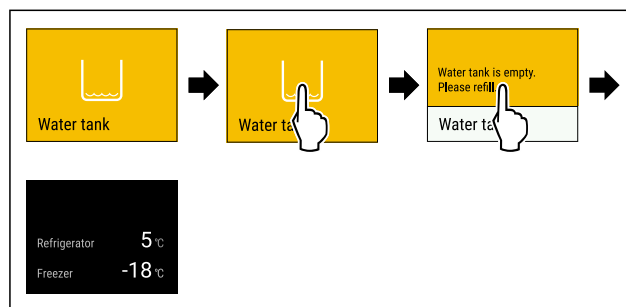 Water tank
Water ta
Water tank is empty.
Please refill.
Water ta
Refrigerator 5 °C
Freezer -18 °C